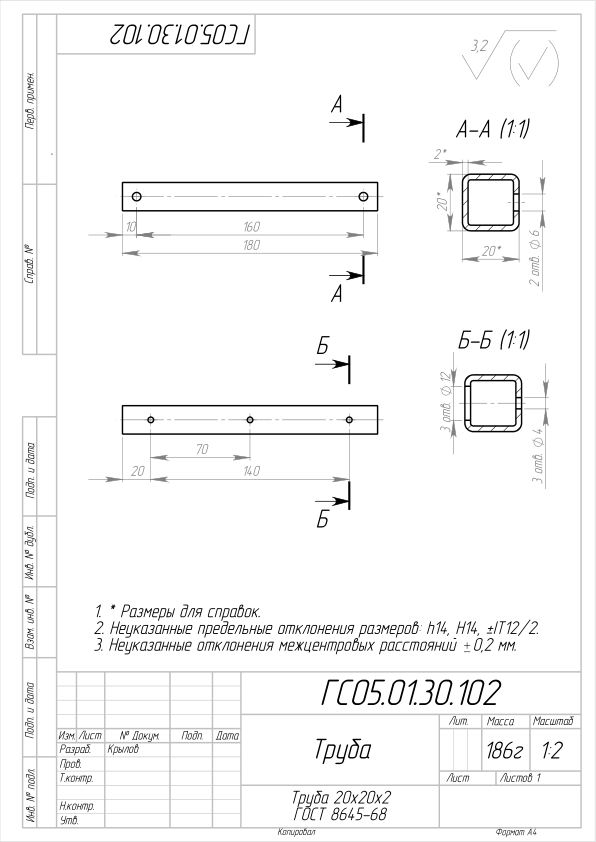 ГС05.01.30.102
3,2
Перв. примен.
Справ. №
А
А
10
160
180
А-А (1:1)
2*
20*
20*
2 отв. ∅ 6
Б
Б
70
20
140
Б-Б (1:1)
3 отв. ∅ 12
3 отв. ∅ 4
Подп. и дата
Инв. № дубл.
Взам. инв. №
Подп. и дата
Инв. № подл.
1. * Размеры для справок.
2. Неуказанные предельные отклонения размеров: h14, H14, ±IT12/2.
3. Неуказанные отклонения межцентровых расстояний ±0,2 мм.
ГС05.01.30.102
Изм. Лист № Докум. Подп. Дата
Разраб. Крылов
Пров.
Т.контр.
Н.контр.
Утв.
Труба
Лит. Масса Масштаб
186г 1:2
Лист Листов 1
Труба 20х20х2
ГОСТ 8645-68
Копировал Формат А4